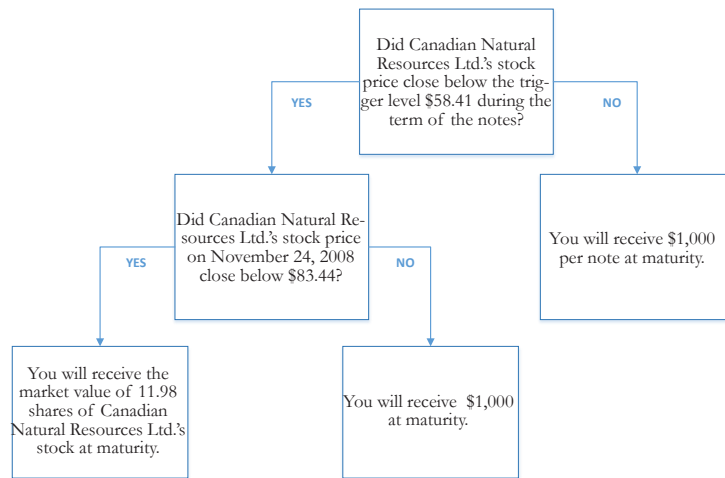 Did Canadian Natural
Resources Ltd.'s stock
price close below the trig-
ger level $58.41 during the
term of the notes?
YES
NO
Did Canadian Natural Re-
sources Ltd.'s stock price
on November 24, 2008
close below $83.44?
You will receive $1,000
per note at maturity.
YES
NO
You will receive the
market value of 11.98
shares of Canadian
Natural Resources Ltd.'s
stock at maturity.
You will receive $1,000
at maturity.